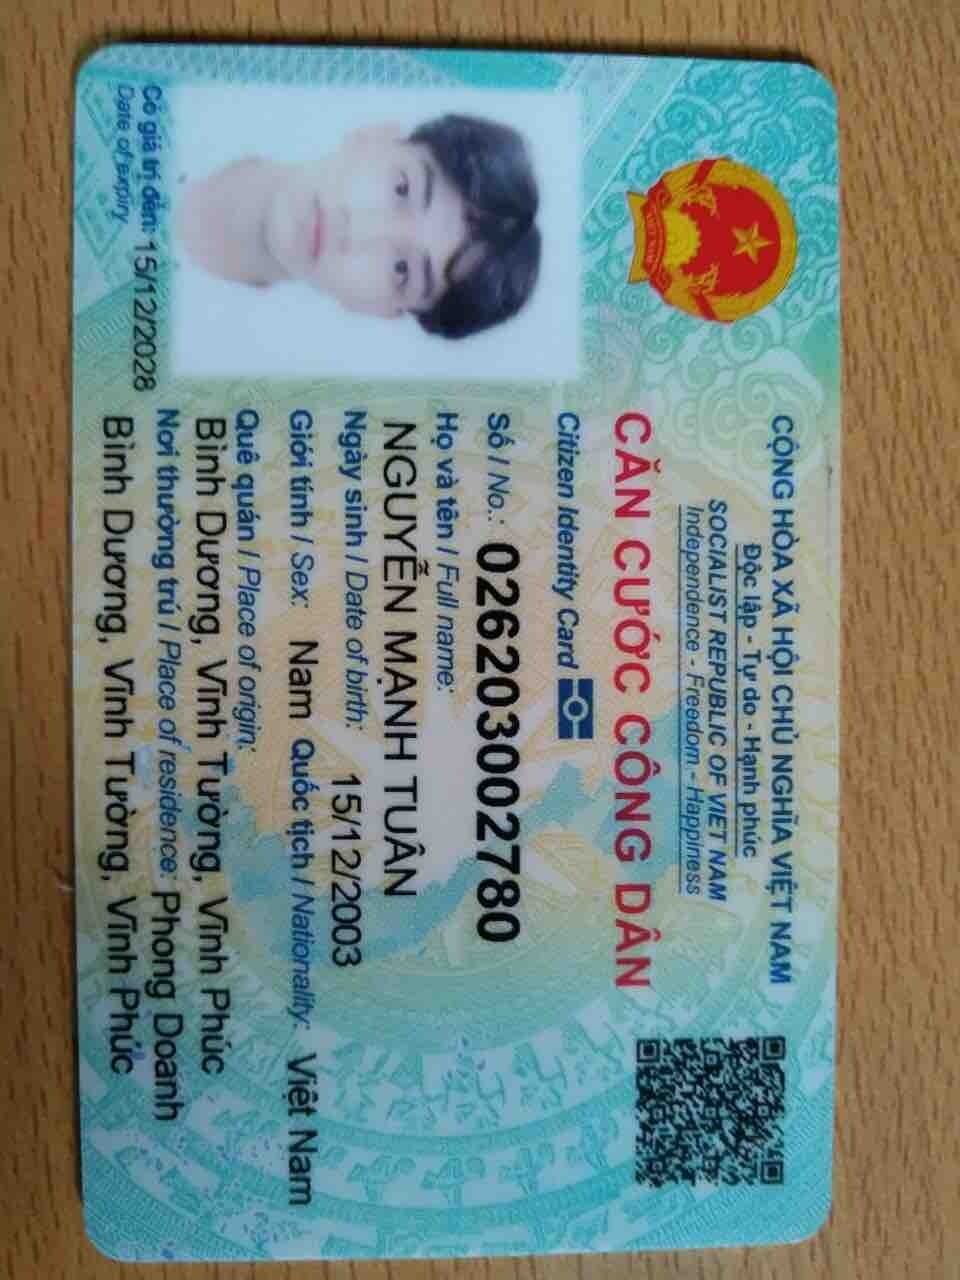 CỘNG HÒA XÃ HỘI CHỦ NGHĨA VIỆT NAM
Độc lập - Tự do - Hạnh phúc
SOCIALIST REPUBLIC OF VIET NAM
Independence - Freedom - Happiness
CĂN CƯỚC CÔNG DÂN
Citizen Identity Card
Số / No.: 026203002780
Họ và tên / Full name:
NGUYỄN MẠNH TUÂN
Ngày sinh / Date of birth: 15/12/2003
Giới tính / Sex: Nam Quốc tịch / Nationality: Việt Nam
Quê quán / Place of origin:
Bình Dương, Vĩnh Tường, Vĩnh Phúc
Nơi thường trú / Place of residence: Phong Doanh
Bình Dương, Vĩnh Tường, Vĩnh Phúc
Có giá trị đến: 15/12/2028
Date of expiry